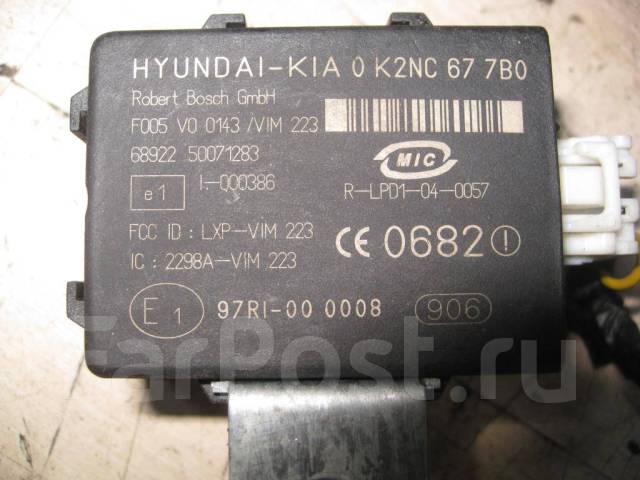 HYUNDAI-KIA 0 K2NC 67 7B0
Robert Bosch GmbH
F005 V0 0143 /VIM 223
68922 50071283
MIC
e1
I-000386
R-LPD1-04-0057
FCC ID : LXP-VIM 223
CE 0682
IC : 2298A-VIM 223
E1
97RI-00 0008
906
FarPost.ru